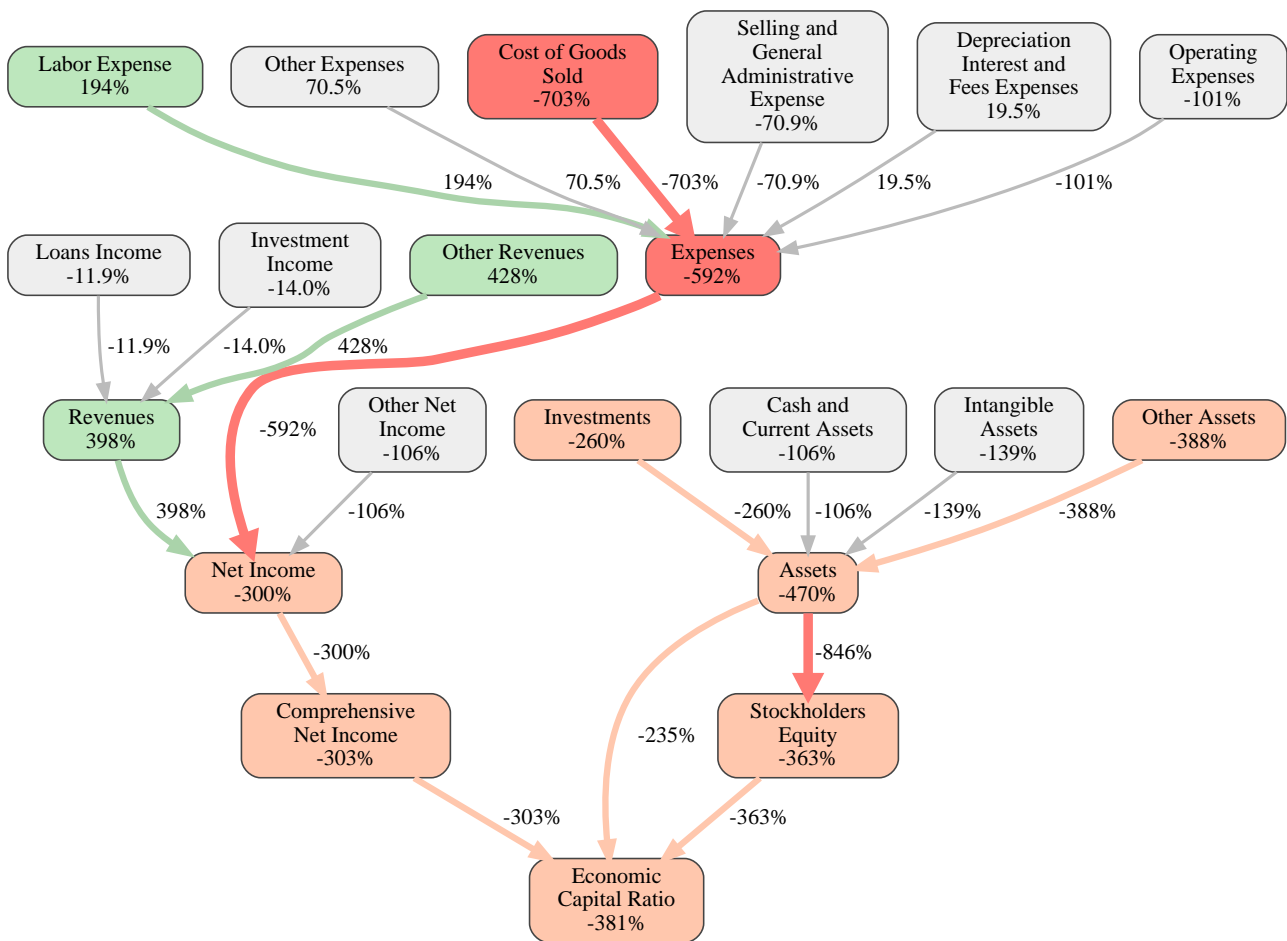 Labor Expense
194%
Other Expenses
70.5%
Cost of Goods
Sold
-703%
Selling and
General
Administrative
Expense
-70.9%
Depreciation
Interest and
Fees Expenses
19.5%
Operating
Expenses
-101%
194%
70.5%
-703%
-70.9%
19.5%
-101%
Loans Income
-11.9%
Investment
Income
-14.0%
Other Revenues
428%
Expenses
-592%
-11.9%
-14.0%
428%
Revenues
398%
-592%
Other Net
Income
-106%
Investments
-260%
Cash and
Current Assets
-106%
Intangible
Assets
-139%
Other Assets
-388%
398%
-106%
-260%
-106%
-139%
-388%
Net Income
-300%
Assets
-470%
-300%
-846%
Comprehensive
Net Income
-303%
-235%
Stockholders
Equity
-363%
-303%
-363%
Economic
Capital Ratio
-381%